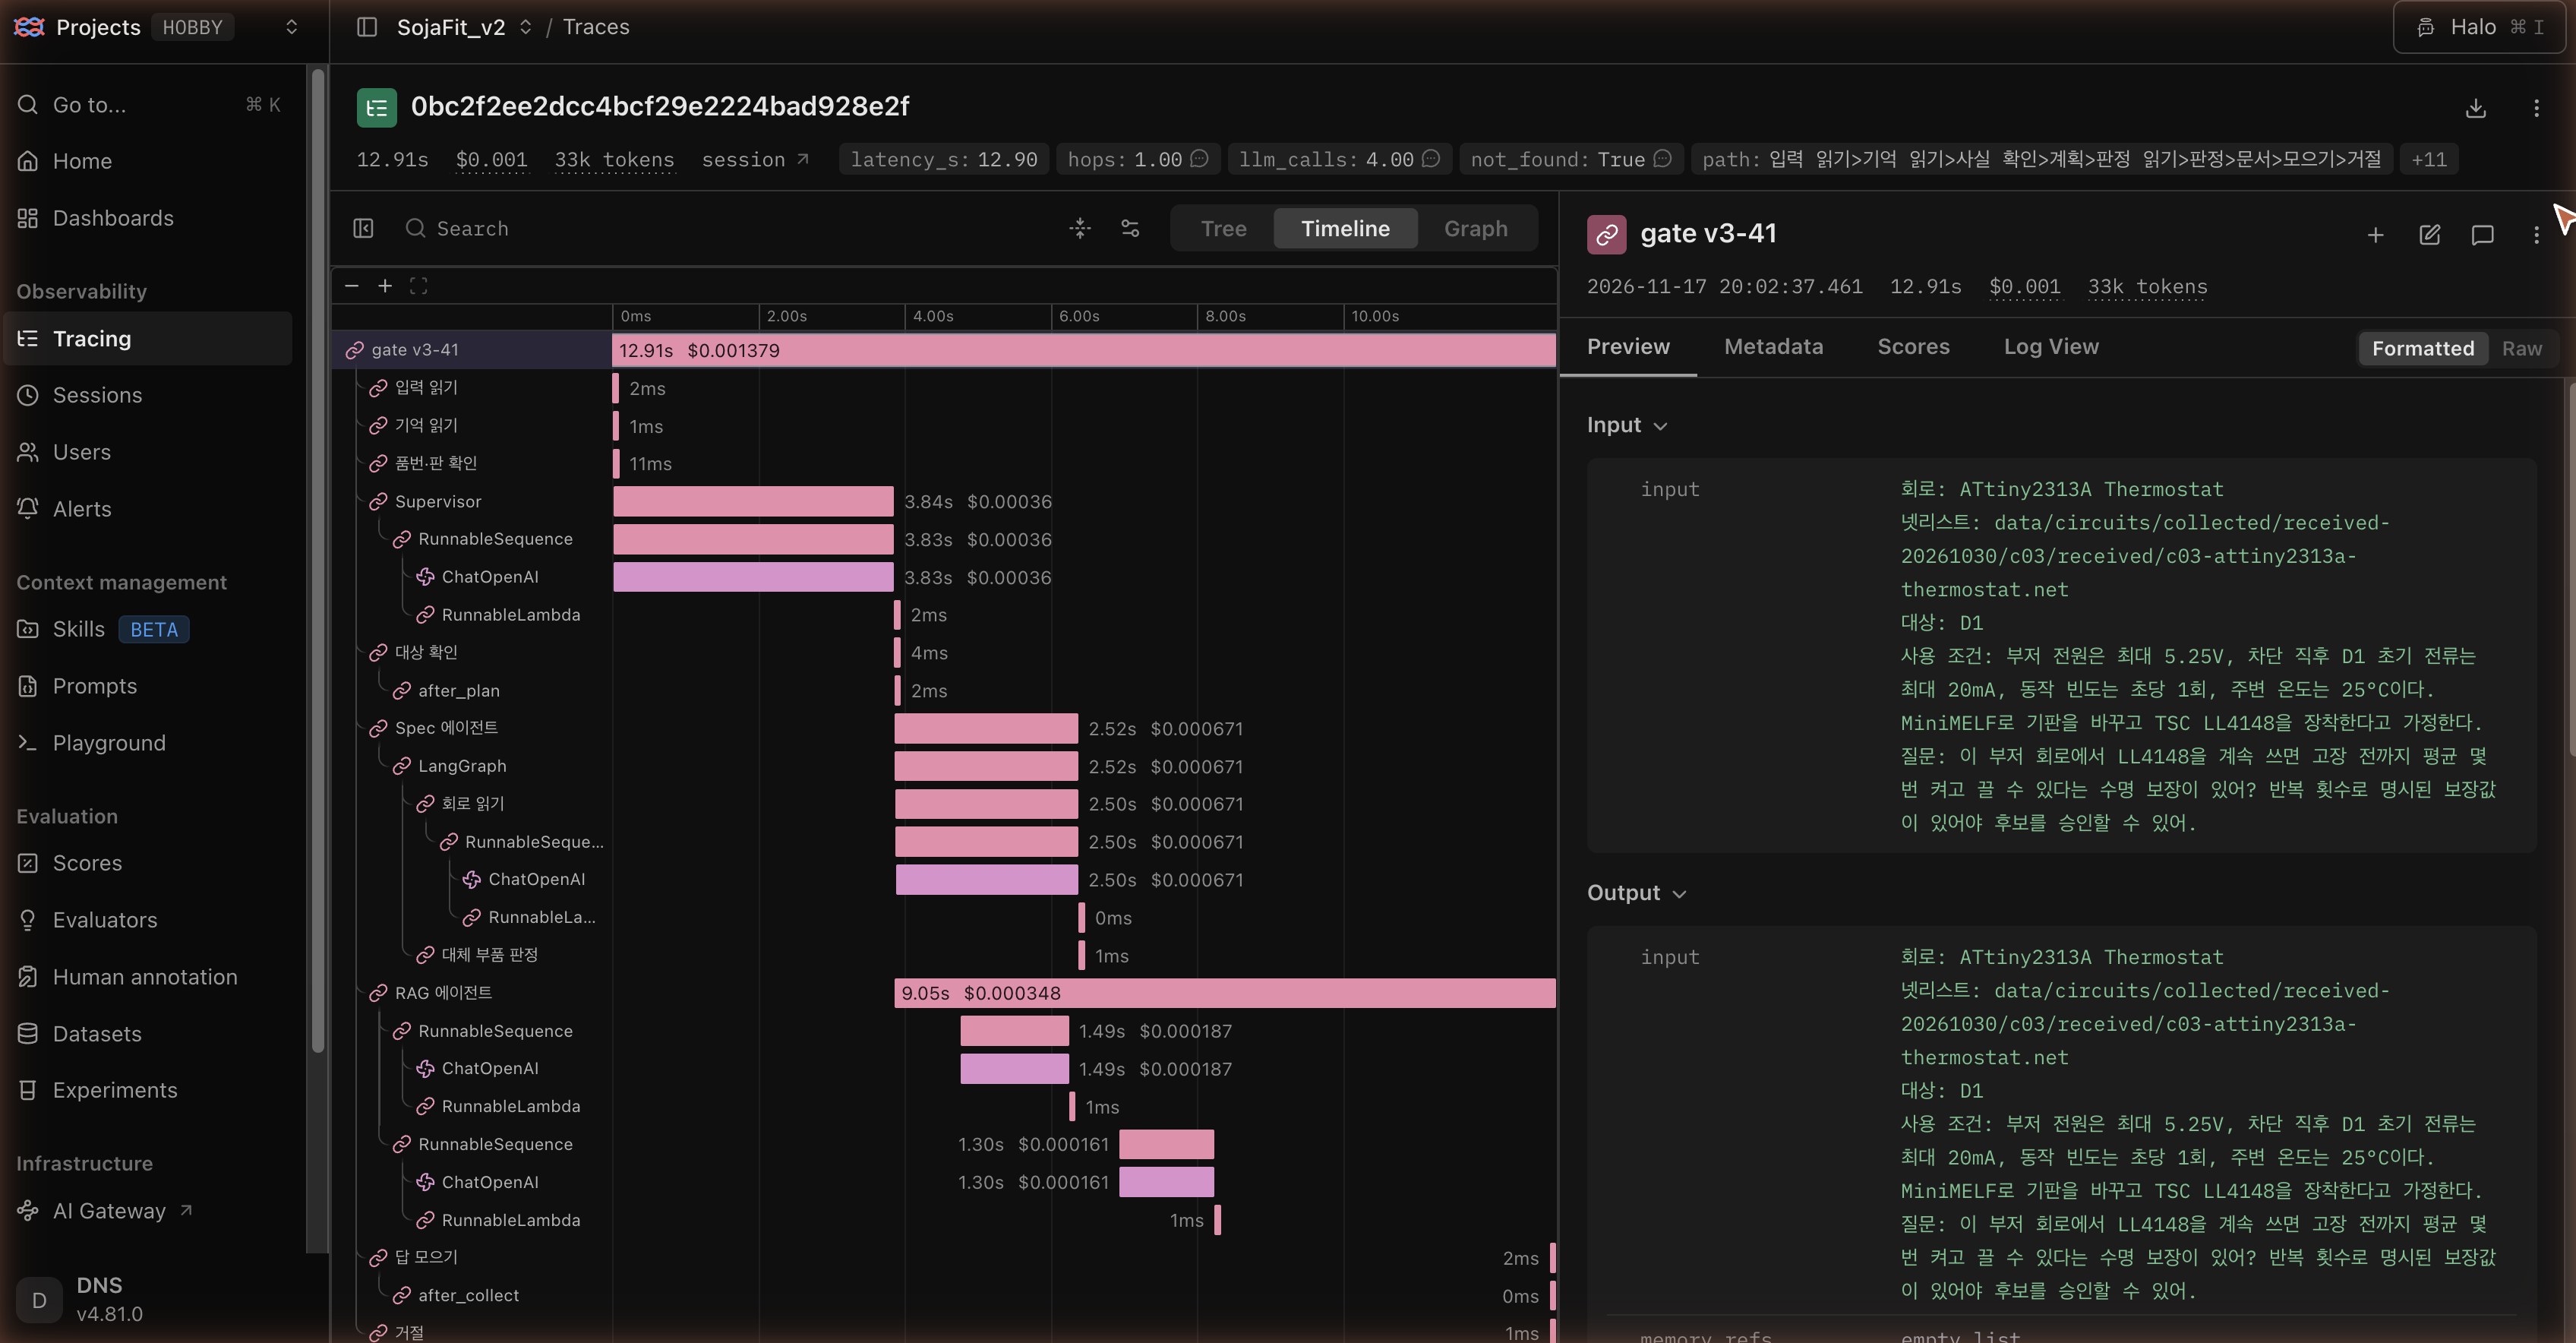 Projects HOBBY
SojaFit_v2 / Traces
Halo ⌘ I
Go to... ⌘ K
Home
Dashboards
Observability
Tracing
Sessions
Users
Alerts
Context management
Skills BETA
Prompts
Playground
Evaluation
Scores
Evaluators
Human annotation
Datasets
Experiments
Infrastructure
AI Gateway
D
DNS
v4.81.0
0bc2f2ee2dcc4bcf29e2224bad928e2f
12.91s $0.001 33k tokens session latency_s: 12.90 hops: 1.00 llm_calls: 4.00 not_found: True path: 입력 읽기>기억 읽기>사실 확인>계획>판정 읽기>판정>문서>모으기>거절 +11
Search
Tree Timeline Graph
0ms 2.00s 4.00s 6.00s 8.00s 10.00s
gate v3-41 12.91s $0.001379
입력 읽기 2ms
기억 읽기 1ms
품번·판 확인 11ms
Supervisor 3.84s $0.00036
RunnableSequence 3.83s $0.00036
ChatOpenAI 3.83s $0.00036
RunnableLambda 2ms
대상 확인 4ms
after_plan 2ms
Spec 에이전트 2.52s $0.000671
LangGraph 2.52s $0.000671
회로 읽기 2.50s $0.000671
RunnableSeque... 2.50s $0.000671
ChatOpenAI 2.50s $0.000671
RunnableLa... 0ms
대체 부품 판정 1ms
RAG 에이전트 9.05s $0.000348
RunnableSequence 1.49s $0.000187
ChatOpenAI 1.49s $0.000187
RunnableLambda 1ms
RunnableSequence 1.30s $0.000161
ChatOpenAI 1.30s $0.000161
RunnableLambda 1ms
답 모으기 2ms
after_collect 0ms
거절 1ms
gate v3-41
2026-11-17 20:02:37.461 12.91s $0.001 33k tokens
Preview Metadata Scores Log View Formatted Raw
Input
input
회로: ATtiny2313A Thermostat
넷리스트: data/circuits/collected/received-
20261030/c03/received/c03-attiny2313a-
thermostat.net
대상: D1
사용 조건: 부저 전원은 최대 5.25V, 차단 직후 D1 초기 전류는
최대 20mA, 동작 빈도는 초당 1회, 주변 온도는 25°C이다.
MiniMELF로 기판을 바꾸고 TSC LL4148을 장착한다고 가정한다.
질문: 이 부저 회로에서 LL4148을 계속 쓰면 고장 전까지 평균 몇
번 켜고 끌 수 있다는 수명 보장이 있어? 반복 횟수로 명시된 보장값
이 있어야 후보를 승인할 수 있어.
Output
input
회로: ATtiny2313A Thermostat
넷리스트: data/circuits/collected/received-
20261030/c03/received/c03-attiny2313a-
thermostat.net
대상: D1
사용 조건: 부저 전원은 최대 5.25V, 차단 직후 D1 초기 전류는
최대 20mA, 동작 빈도는 초당 1회, 주변 온도는 25°C이다.
MiniMELF로 기판을 바꾸고 TSC LL4148을 장착한다고 가정한다.
질문: 이 부저 회로에서 LL4148을 계속 쓰면 고장 전까지 평균 몇
번 켜고 끌 수 있다는 수명 보장이 있어? 반복 횟수로 명시된 보장값
이 있어야 후보를 승인할 수 있어.
memory_refs empty list